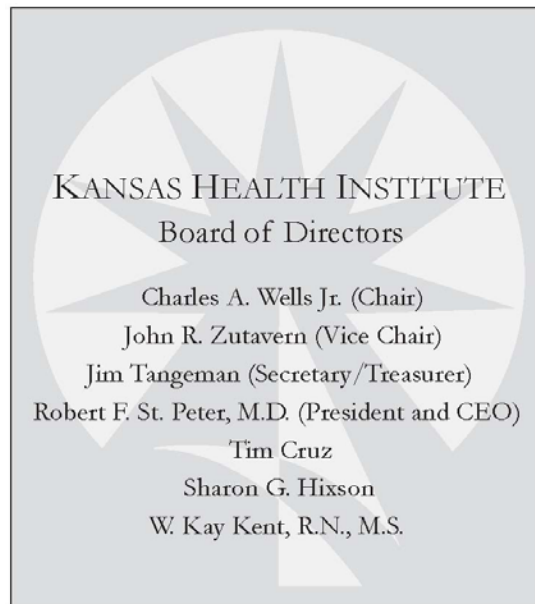 KANSAS HEALTH INSTITUTE
Board of Directors
Charles A. Wells Jr. (Chair)
John R. Zutavern (Vice Chair)
Jim Tangeman (Secretary/Treasurer)
Robert F. St. Peter, M.D. (President and CEO)
Tim Cruz
Sharon G. Hixson
W. Kay Kent, R.N., M.S.